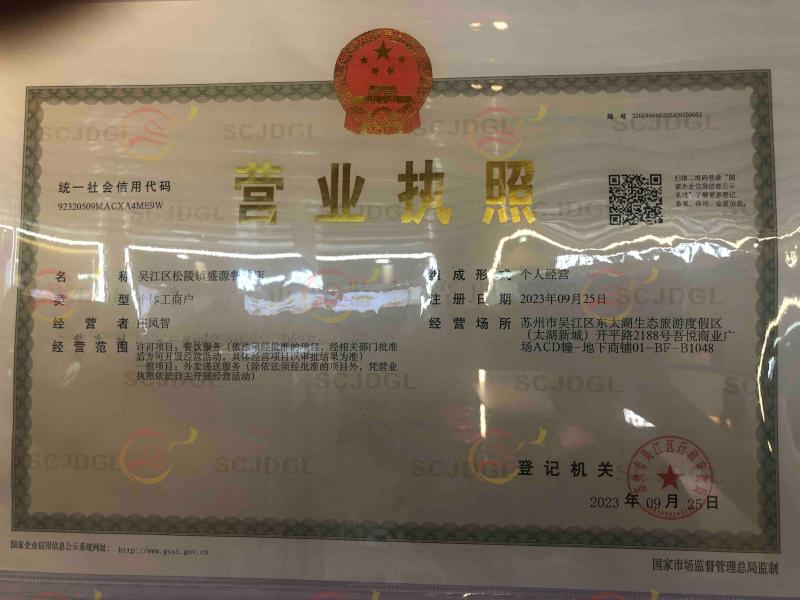 编 号 320584666202309250061
统一社会信用代码
92320509MACXA4ME9W
营业执照
扫描二维码登录“国
家企业信用信息公示
系统”了解更多登记、
备案、许可、监管信息。
名 称 吴江区松陵镇盛源餐饮店
类 型 个体工商户
经 营 者 庄凤智
经 营 范 围 许可项目：餐饮服务（依法须经批准的项目，经相关部门批准
后方可开展经营活动，具体经营项目以审批结果为准）
一般项目：外卖递送服务（除依法须经批准的项目外，凭营业
执照依法自主开展经营活动）
组 成 形 式 个人经营
注 册 日 期 2023年09月25日
经 营 场 所 苏州市吴江区东太湖生态旅游度假区
（太湖新城）开平路2188号吾悦商业广
场ACD幢-地下商铺01-BF-B1048
SCJDGL
登 记 机 关
2023 年 09 月 25 日
国家企业信用信息公示系统网址： http://www.gsxt.gov.cn
国家市场监督管理总局监制